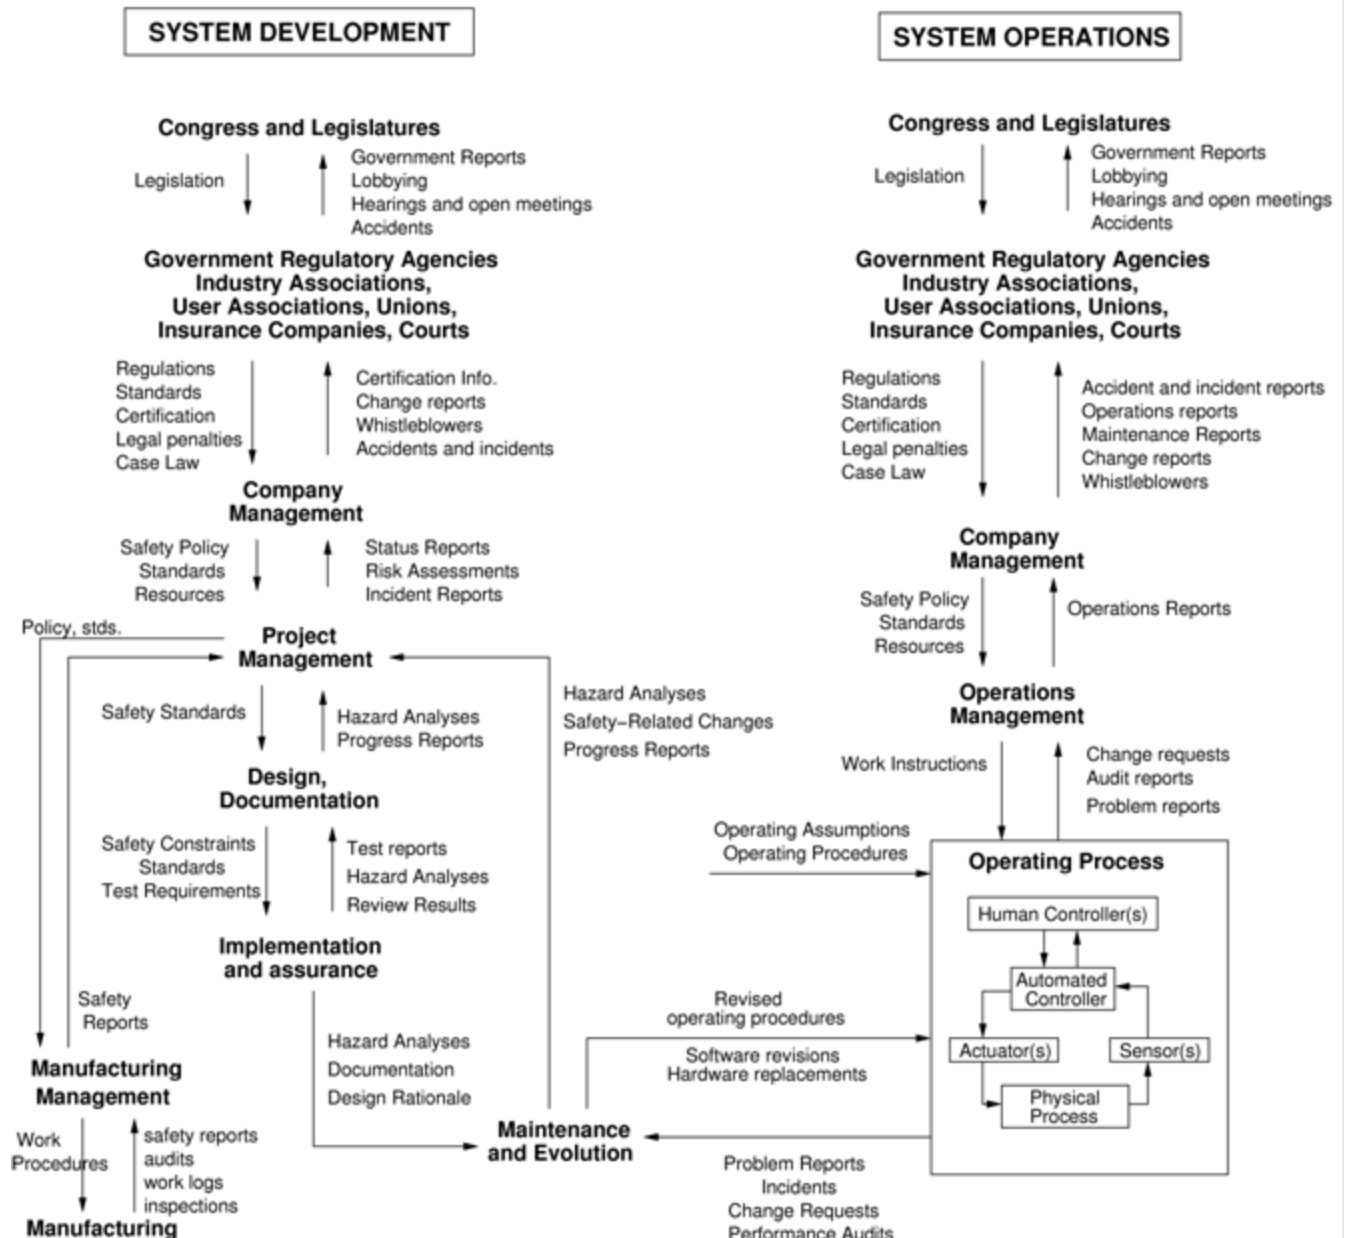 SYSTEM DEVELOPMENT
Congress and Legislatures
Legislation
Government Reports
Lobbying
Hearings and open meetings
Accidents
Government Regulatory Agencies
Industry Associations,
User Associations, Unions,
Insurance Companies, Courts
Regulations
Standards
Certification
Legal penalties
Case Law
Certification Info.
Change reports
Whistleblowers
Accidents and incidents
Company
Management
Safety Policy
Standards
Resources
Status Reports
Risk Assessments
Incident Reports
Policy, stds.
Project
Management
Safety Standards
Hazard Analyses
Progress Reports
Hazard Analyses
Safety–Related Changes
Progress Reports
Design,
Documentation
Safety Constraints
Standards
Test Requirements
Test reports
Hazard Analyses
Review Results
Implementation
and assurance
Safety
Reports
Hazard Analyses
Documentation
Design Rationale
Manufacturing
Management
Work
Procedures
safety reports
audits
work logs
inspections
Manufacturing
Maintenance
and Evolution
SYSTEM OPERATIONS
Congress and Legislatures
Legislation
Government Reports
Lobbying
Hearings and open meetings
Accidents
Government Regulatory Agencies
Industry Associations,
User Associations, Unions,
Insurance Companies, Courts
Regulations
Standards
Certification
Legal penalties
Case Law
Accident and incident reports
Operations reports
Maintenance Reports
Change reports
Whistleblowers
Company
Management
Safety Policy
Standards
Resources
Operations Reports
Operations
Management
Work Instructions
Change requests
Audit reports
Problem reports
Operating Assumptions
Operating Procedures
Operating Process
Human Controller(s)
Automated
Controller
Actuator(s)
Sensor(s)
Physical
Process
Revised
operating procedures
Software revisions
Hardware replacements
Problem Reports
Incidents
Change Requests
Performance Audits